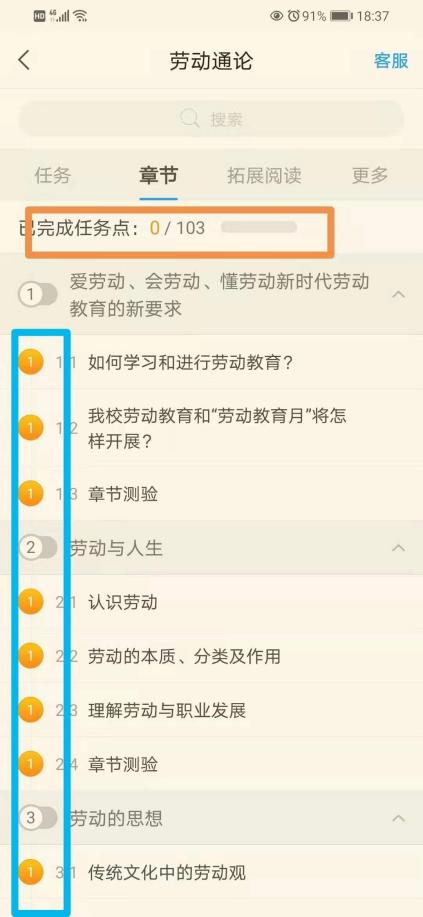 HD 4G 91% 18:37
劳动通论 客服
搜索
任务 章节 拓展阅读 更多
已完成任务点：0 / 103
1 爱劳动、会劳动、懂劳动新时代劳动
教育的新要求
1 1.1 如何学习和进行劳动教育？
1 1.2 我校劳动教育和“劳动教育月”将怎
样开展？
1 1.3 章节测验
2 劳动与人生
1 2.1 认识劳动
1 2.2 劳动的本质、分类及作用
1 2.3 理解劳动与职业发展
1 2.4 章节测验
3 劳动的思想
1 3.1 传统文化中的劳动观